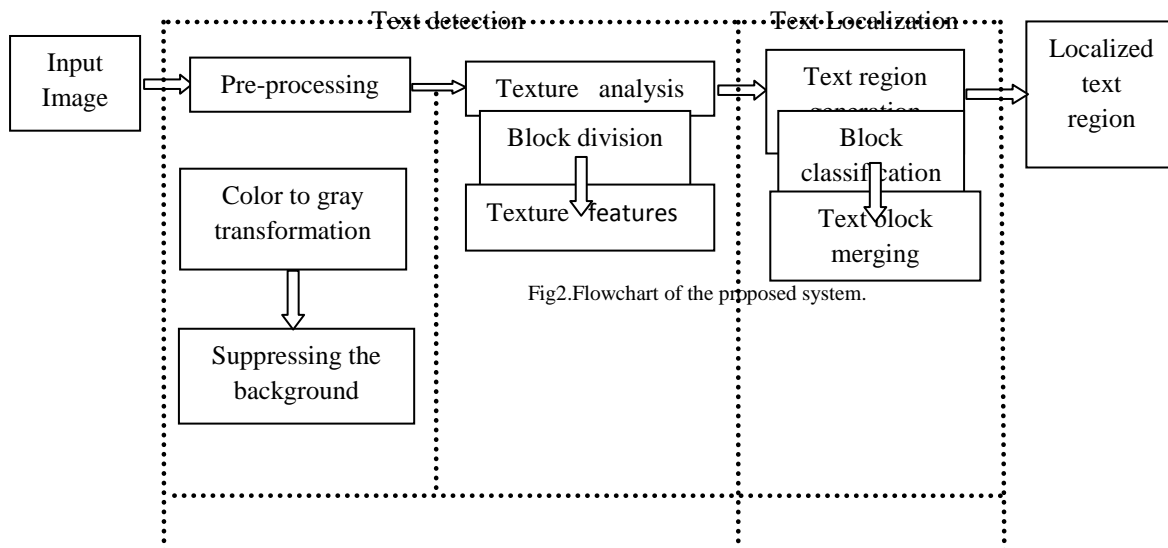 Text detection
Text Localization
Input
Image
Pre-processing
Texture analysis
Text region
generation
Localized
text
region
Block division
Block
classification
Color to gray
transformation
Texture features
Text block
merging
Fig2.Flowchart of the proposed system.
Suppressing the
background